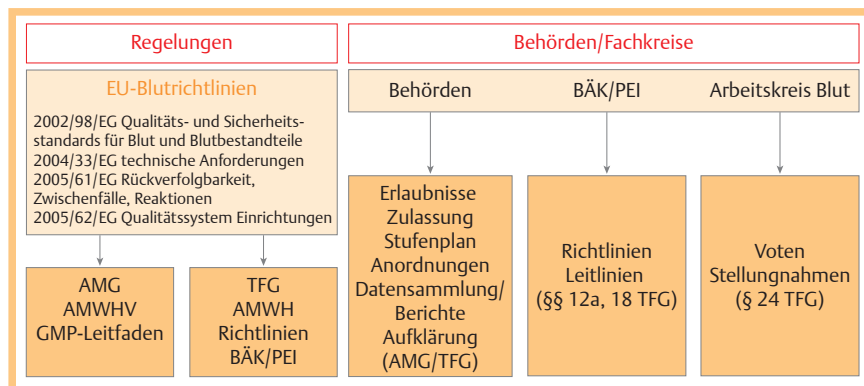 Regelungen
EU-Blutrichtlinien
2002/98/EG Qualitäts- und Sicherheits-
standards für Blut und Blutbestandteile
2004/33/EG technische Anforderungen
2005/61/EG Rückverfolgbarkeit,
Zwischenfälle, Reaktionen
2005/62/EG Qualitätssystem Einrichtungen
AMG
AMWHV
GMP-Leitfaden
TFG
AMWH
Richtlinien
BÄK/PEI
Behörden/Fachkreise
Behörden
BÄK/PEI
Arbeitskreis Blut
Erlaubnisse
Zulassung
Stufenplan
Anordnungen
Datensammlung/
Berichte
Aufklärung
(AMG/TFG)
Richtlinien
Leitlinien
(§§ 12a, 18 TFG)
Voten
Stellungnahmen
(§ 24 TFG)